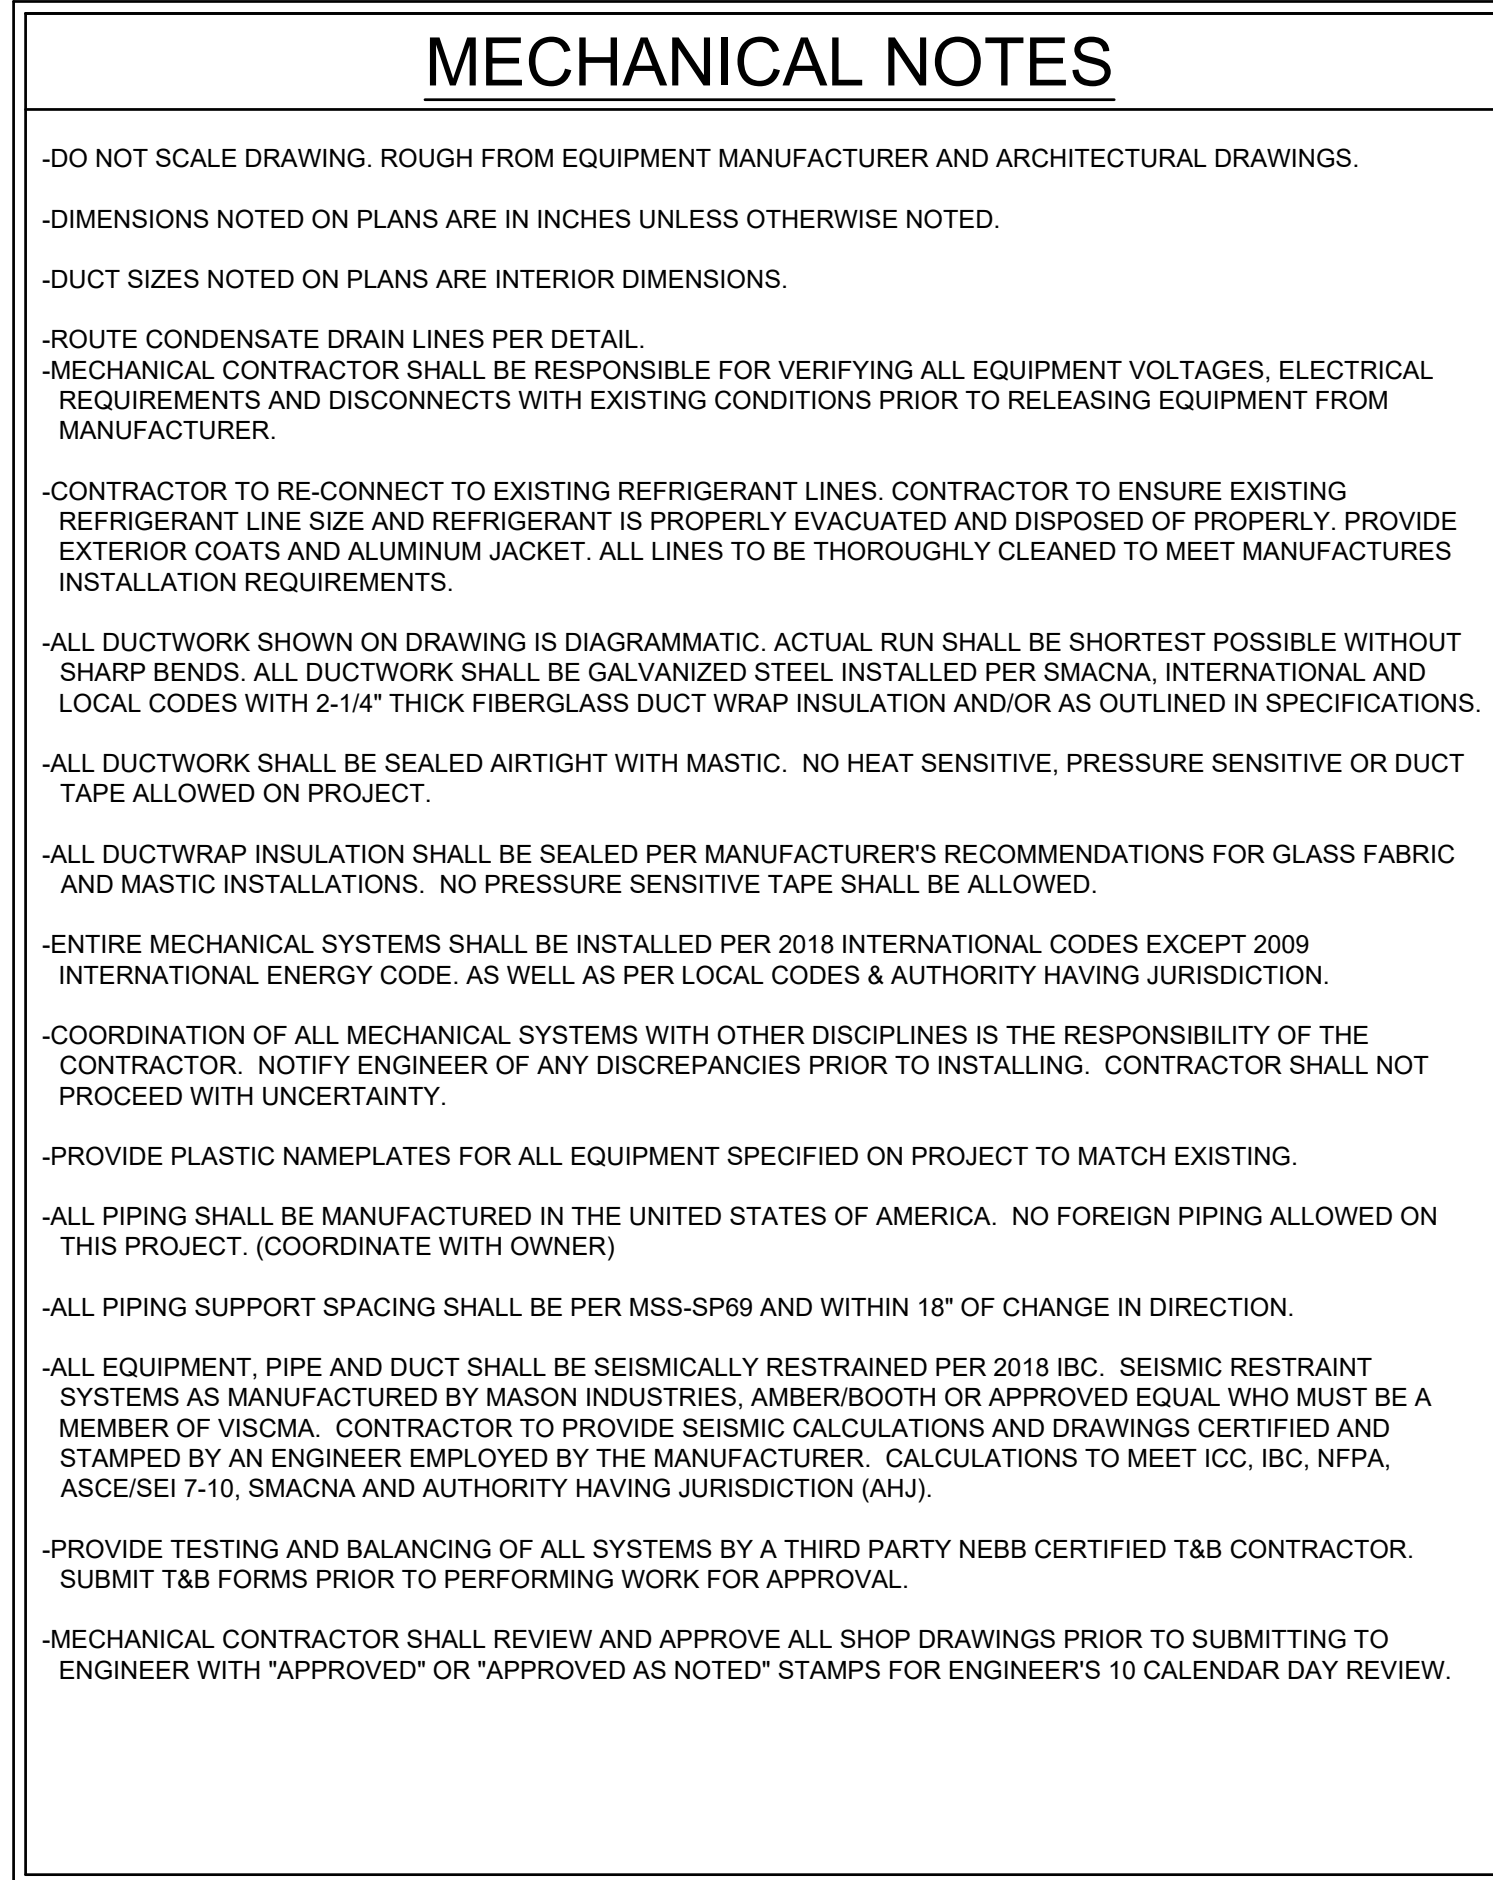 MECHANICAL NOTES
-DO NOT SCALE DRAWING. ROUGH FROM EQUIPMENT MANUFACTURER AND ARCHITECTURAL DRAWINGS.
-DIMENSIONS NOTED ON PLANS ARE IN INCHES UNLESS OTHERWISE NOTED.
-DUCT SIZES NOTED ON PLANS ARE INTERIOR DIMENSIONS.
-ROUTE CONDENSATE DRAIN LINES PER DETAIL.
-MECHANICAL CONTRACTOR SHALL BE RESPONSIBLE FOR VERIFYING ALL EQUIPMENT VOLTAGES, ELECTRICAL
REQUIREMENTS AND DISCONNECTS WITH EXISTING CONDITIONS PRIOR TO RELEASING EQUIPMENT FROM
MANUFACTURER.
-CONTRACTOR TO RE-CONNECT TO EXISTING REFRIGERANT LINES. CONTRACTOR TO ENSURE EXISTING
REFRIGERANT LINE SIZE AND REFRIGERANT IS PROPERLY EVACUATED AND DISPOSED OF PROPERLY. PROVIDE
EXTERIOR COATS AND ALUMINUM JACKET. ALL LINES TO BE THOROUGHLY CLEANED TO MEET MANUFACTURES
INSTALLATION REQUIREMENTS.
-ALL DUCTWORK SHOWN ON DRAWING IS DIAGRAMMATIC. ACTUAL RUN SHALL BE SHORTEST POSSIBLE WITHOUT
SHARP BENDS. ALL DUCTWORK SHALL BE GALVANIZED STEEL INSTALLED PER SMACNA, INTERNATIONAL AND
LOCAL CODES WITH 2-1/4" THICK FIBERGLASS DUCT WRAP INSULATION AND/OR AS OUTLINED IN SPECIFICATIONS.
-ALL DUCTWORK SHALL BE SEALED AIRTIGHT WITH MASTIC. NO HEAT SENSITIVE, PRESSURE SENSITIVE OR DUCT
TAPE ALLOWED ON PROJECT.
-ALL DUCTWRAP INSULATION SHALL BE SEALED PER MANUFACTURER'S RECOMMENDATIONS FOR GLASS FABRIC
AND MASTIC INSTALLATIONS. NO PRESSURE SENSITIVE TAPE SHALL BE ALLOWED.
-ENTIRE MECHANICAL SYSTEMS SHALL BE INSTALLED PER 2018 INTERNATIONAL CODES EXCEPT 2009
INTERNATIONAL ENERGY CODE. AS WELL AS PER LOCAL CODES & AUTHORITY HAVING JURISDICTION.
-COORDINATION OF ALL MECHANICAL SYSTEMS WITH OTHER DISCIPLINES IS THE RESPONSIBILITY OF THE
CONTRACTOR. NOTIFY ENGINEER OF ANY DISCREPANCIES PRIOR TO INSTALLING. CONTRACTOR SHALL NOT
PROCEED WITH UNCERTAINTY.
-PROVIDE PLASTIC NAMEPLATES FOR ALL EQUIPMENT SPECIFIED ON PROJECT TO MATCH EXISTING.
-ALL PIPING SHALL BE MANUFACTURED IN THE UNITED STATES OF AMERICA. NO FOREIGN PIPING ALLOWED ON
THIS PROJECT. (COORDINATE WITH OWNER)
-ALL PIPING SUPPORT SPACING SHALL BE PER MSS-SP69 AND WITHIN 18" OF CHANGE IN DIRECTION.
-ALL EQUIPMENT, PIPE AND DUCT SHALL BE SEISMICALLY RESTRAINED PER 2018 IBC. SEISMIC RESTRAINT
SYSTEMS AS MANUFACTURED BY MASON INDUSTRIES, AMBER/BOOTH OR APPROVED EQUAL WHO MUST BE A
MEMBER OF VISCMA. CONTRACTOR TO PROVIDE SEISMIC CALCULATIONS AND DRAWINGS CERTIFIED AND
STAMPED BY AN ENGINEER EMPLOYED BY THE MANUFACTURER. CALCULATIONS TO MEET ICC, IBC, NFPA,
ASCE/SEI 7-10, SMACNA AND AUTHORITY HAVING JURISDICTION (AHJ).
-PROVIDE TESTING AND BALANCING OF ALL SYSTEMS BY A THIRD PARTY NEBB CERTIFIED T&B CONTRACTOR.
SUBMIT T&B FORMS PRIOR TO PERFORMING WORK FOR APPROVAL.
-MECHANICAL CONTRACTOR SHALL REVIEW AND APPROVE ALL SHOP DRAWINGS PRIOR TO SUBMITTING TO
ENGINEER WITH "APPROVED" OR "APPROVED AS NOTED" STAMPS FOR ENGINEER'S 10 CALENDAR DAY REVIEW.